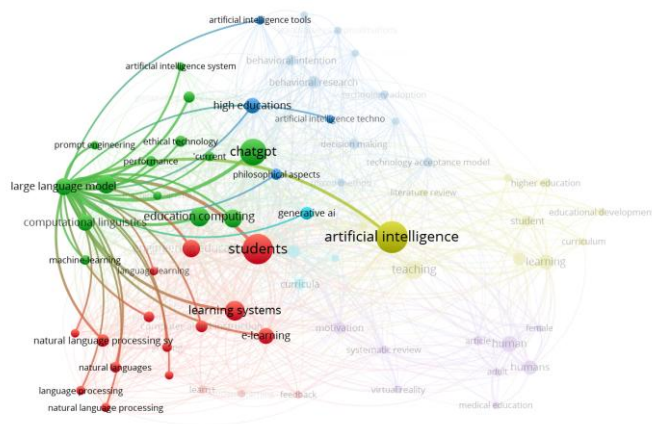 artificial intelligence tools
behavioral intention
artificial intelligence system
behavioral research
technology adoption
high educations
artificial intelligence techno
prompt engineering
ethical technology
decision making
chatgpt
current
performance
technology acceptance model
philosophical aspects
large language model
higher education
literature review
generative ai
educational development
education computing
computational linguistics
student
artificial intelligence
students
curriculum
machine learning
learning
language learning
teaching
curricula
learning systems
motivation
female
e-learning
natural language processing sy
article
human
systematic review
natural languages
humans
adult
language processing
virtual reality
feedback
natural language processing
medical education